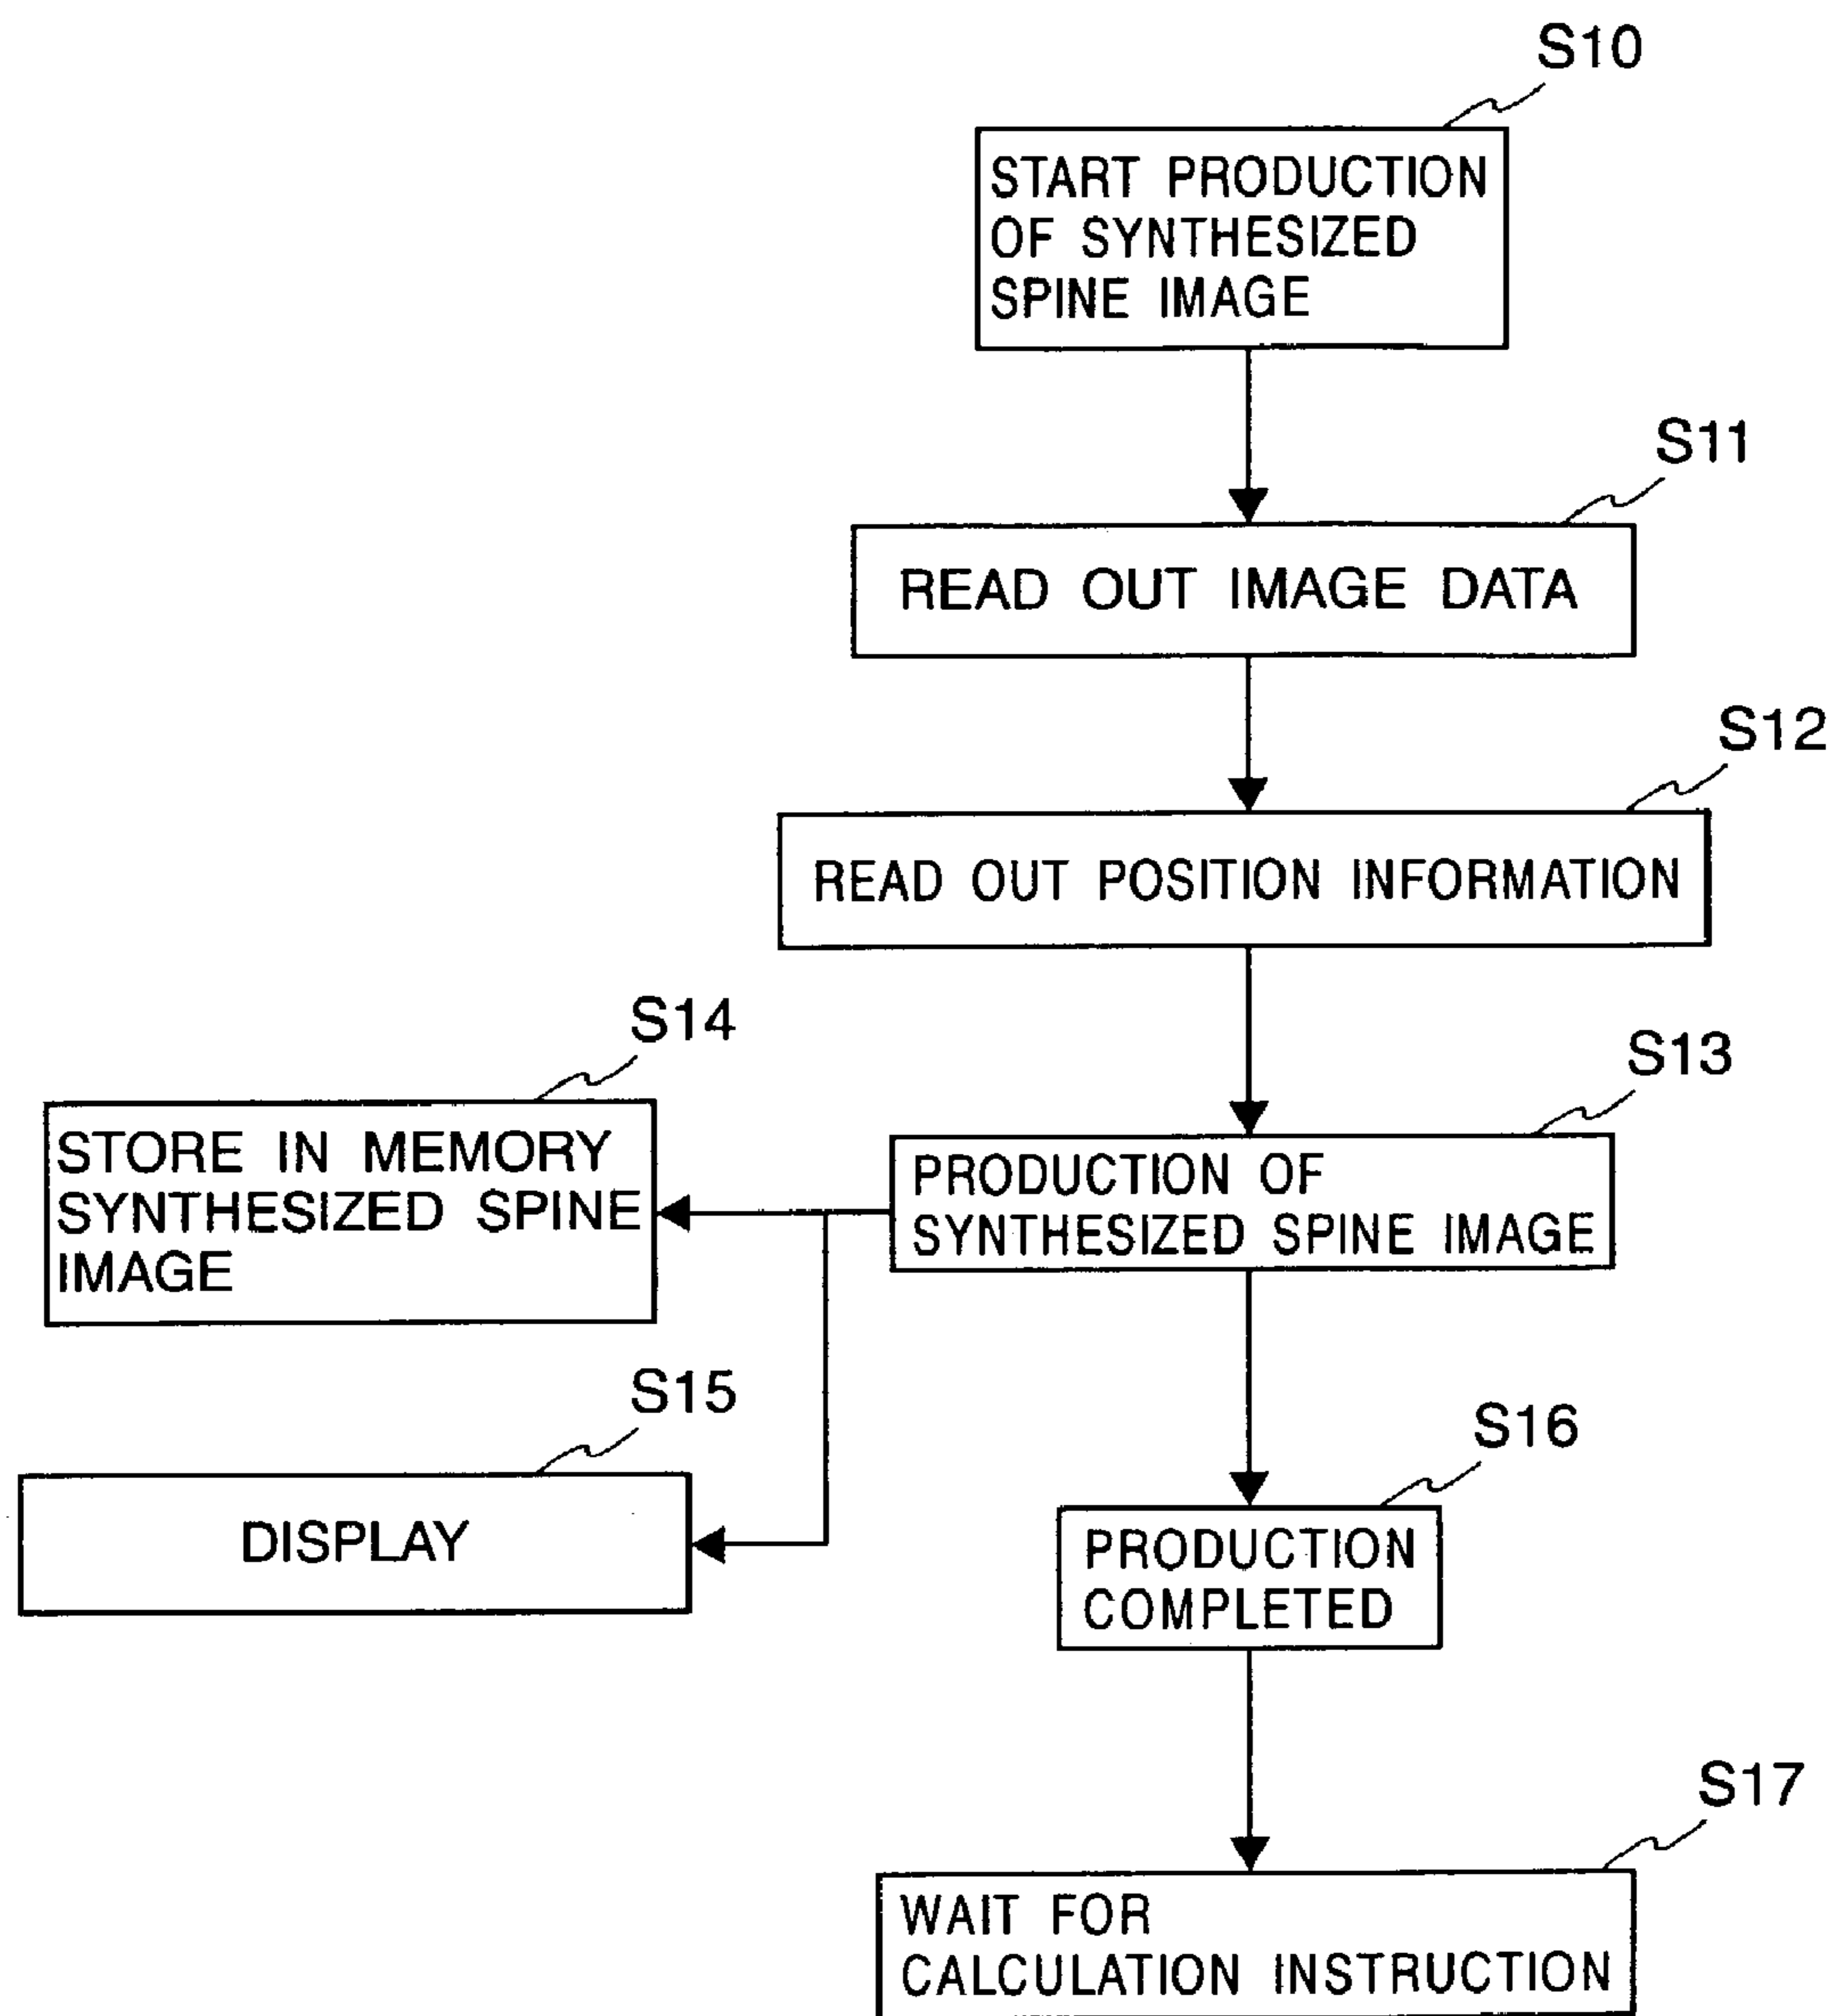 S10
START PRODUCTION
OF SYNTHESIZED
SPINE IMAGE
S11
READ OUT IMAGE DATA
S12
READ OUT POSITION INFORMATION
S13
PRODUCTION OF
SYNTHESIZED SPINE IMAGE
S14
STORE IN MEMORY
SYNTHESIZED SPINE
IMAGE
S15
DISPLAY
S16
PRODUCTION
COMPLETED
S17
WAIT FOR
CALCULATION INSTRUCTION